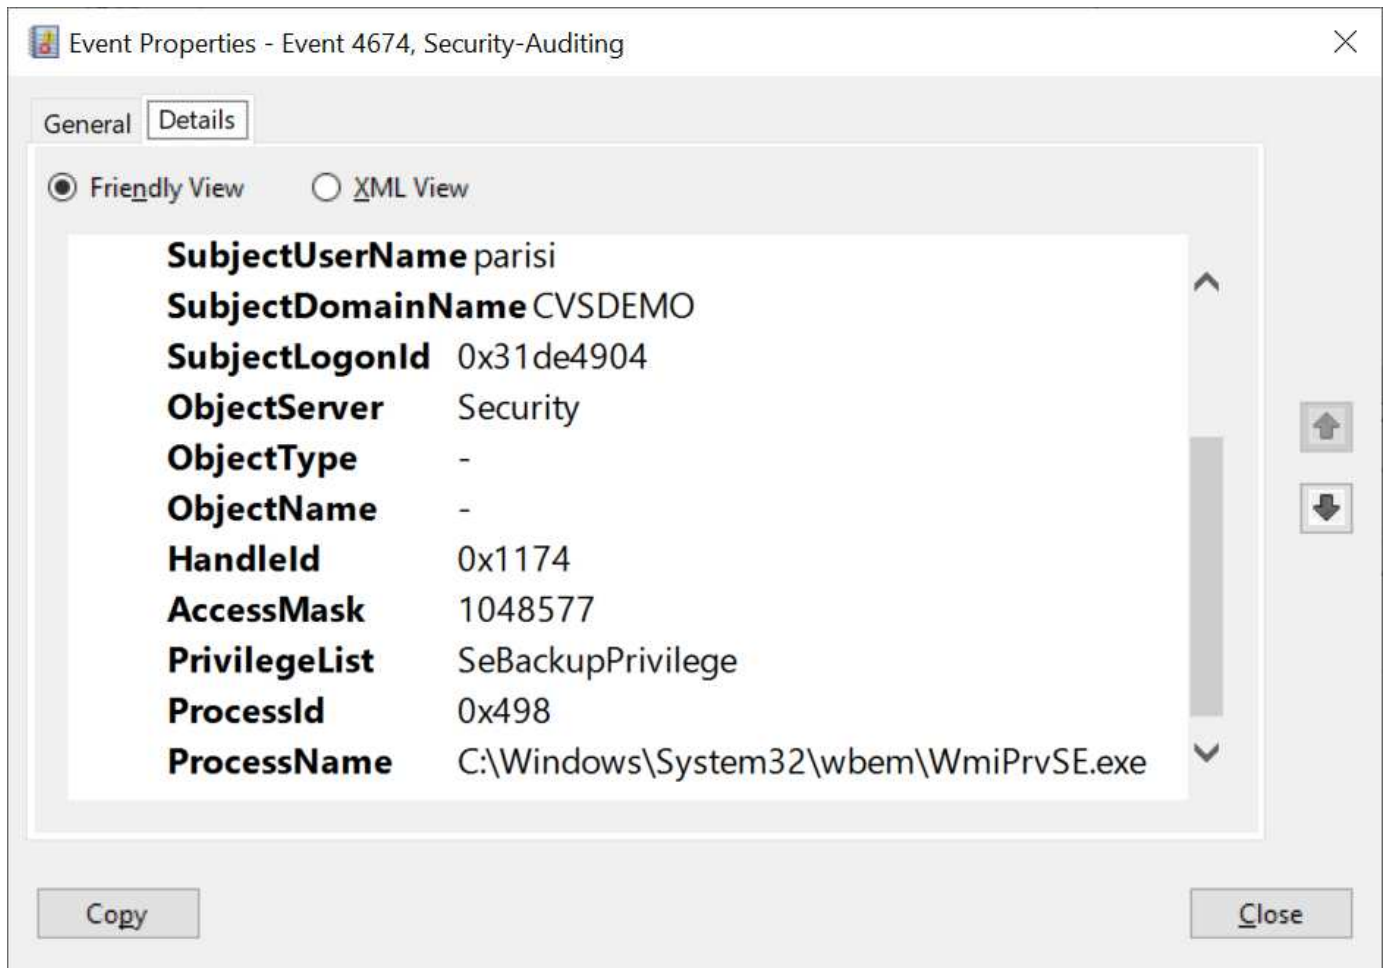 Event Properties - Event 4674, Security-Auditing
General Details
Friendly View XML View
SubjectUserName parisi
SubjectDomainName CVSDEMO
SubjectLogonId 0x31de4904
ObjectServer Security
ObjectType -
ObjectName -
HandleId 0x1174
AccessMask 1048577
PrivilegeList SeBackupPrivilege
ProcessId 0x498
ProcessName C:\Windows\System32\wbem\WmiPrvSE.exe
Copy Close